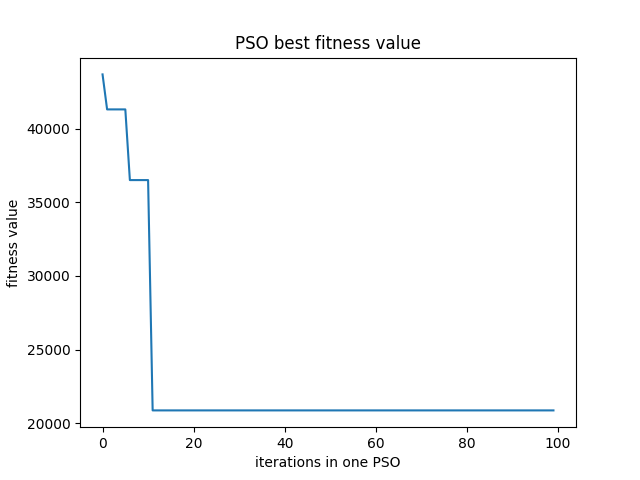 PSO best fitness value
fitness value
40000
35000
30000
25000
20000
0 20 40 60 80 100
iterations in one PSO